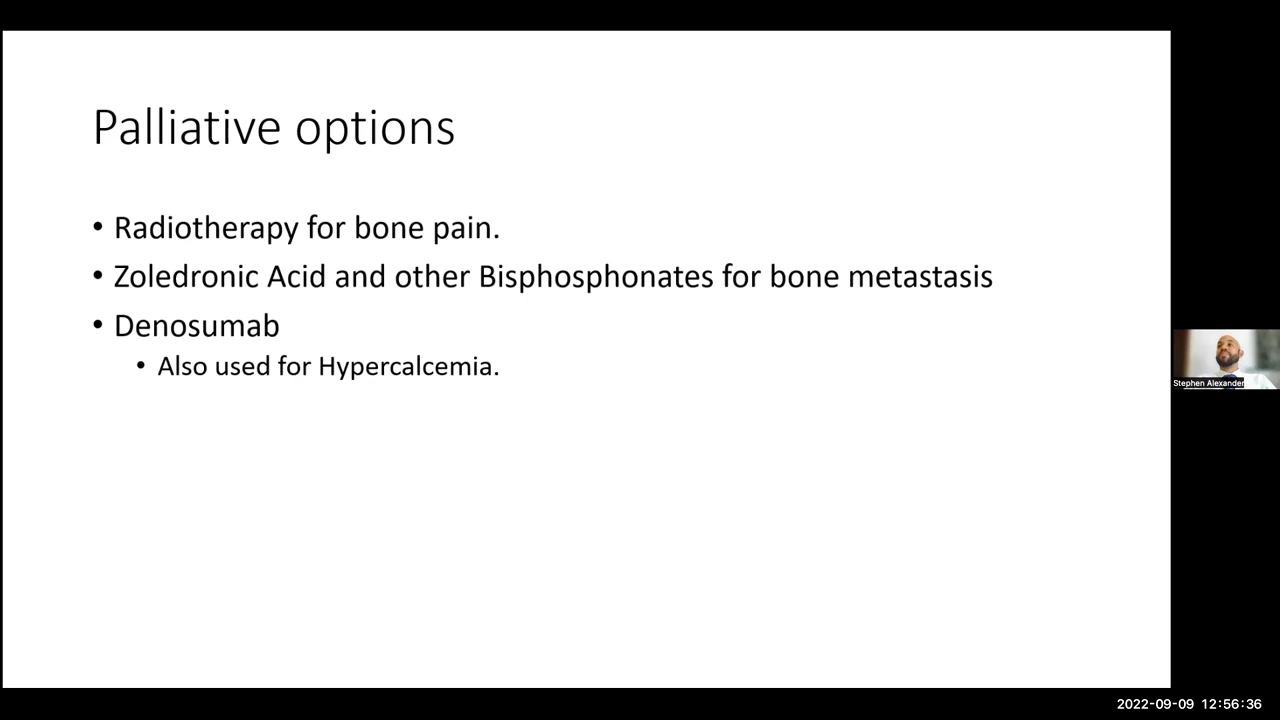 Palliative options
• Radiotherapy for bone pain.
• Zoledronic Acid and other Bisphosphonates for bone metastasis
• Denosumab
• Also used for Hypercalcemia.
Stephen Alexander
2022-09-09 12:56:36